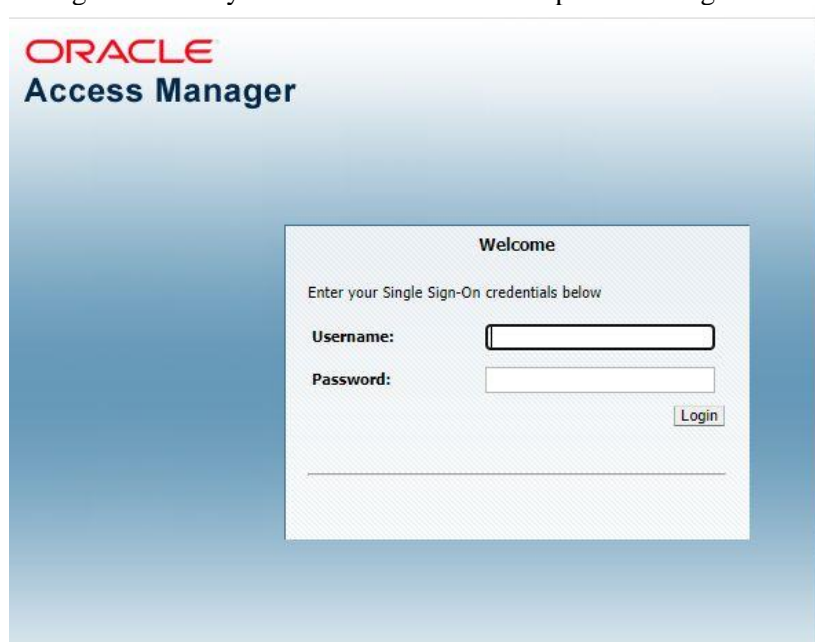 ORACLE
Access Manager
Welcome
Enter your Single Sign-On credentials below
Username:
Password:
Login